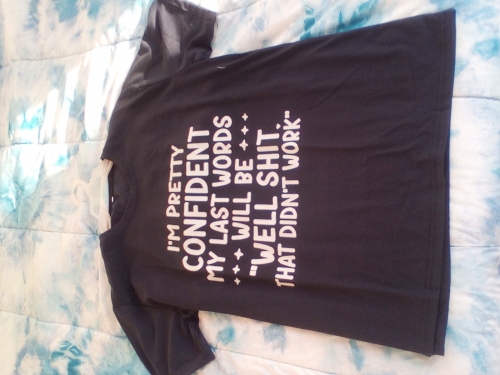 I'M PRETTY
CONFIDENT
MY LAST WORDS
WILL BE
"WELL SHIT.
THAT DIDN'T WORK"